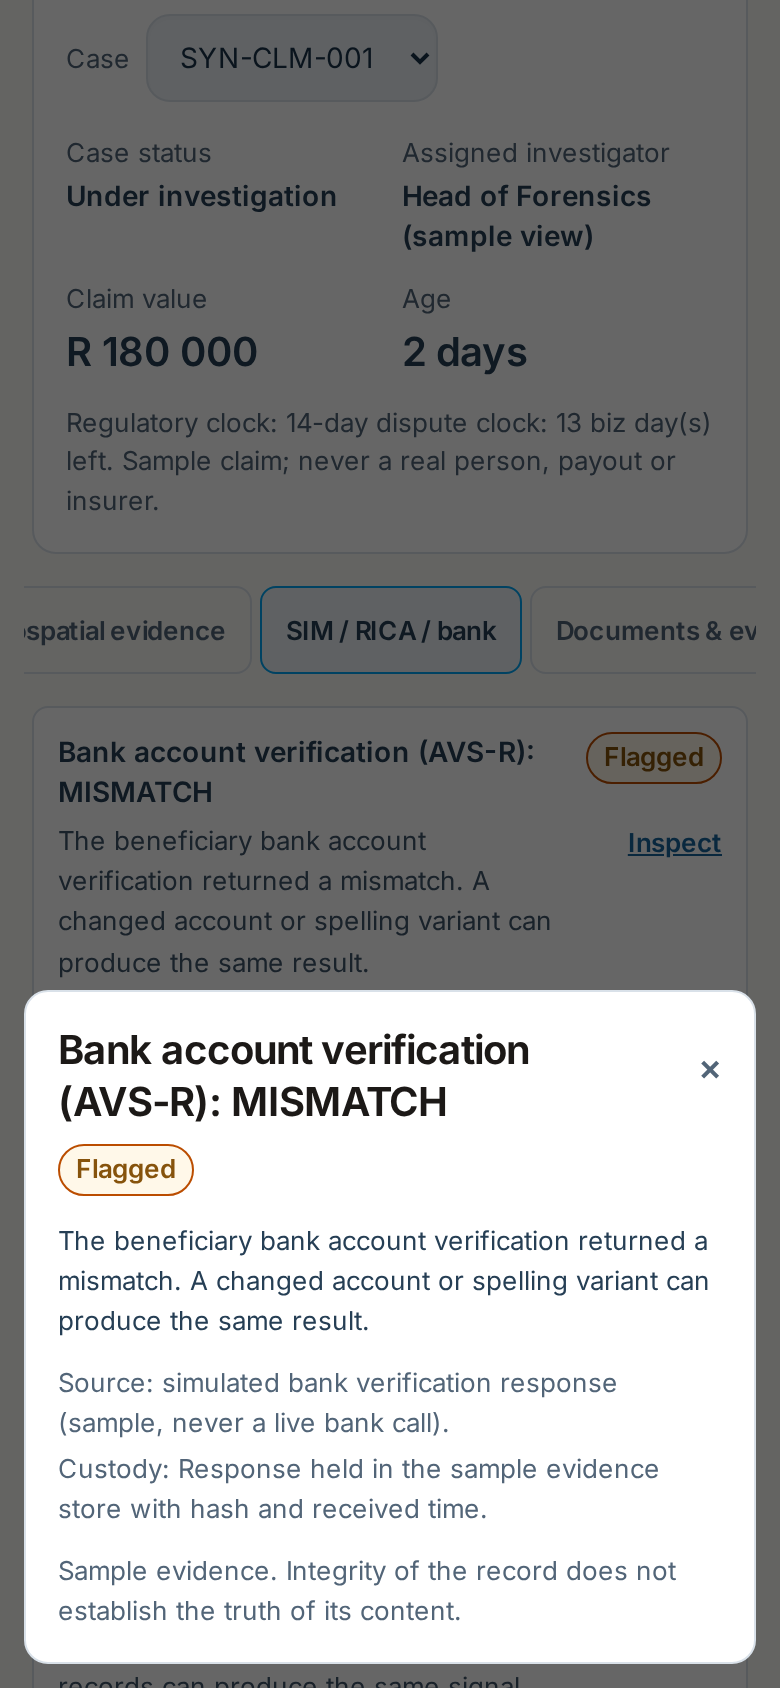 Case SYN-CLM-001
Case status
Under investigation
Assigned investigator
Head of Forensics
(sample view)
Claim value
R 180 000
Age
2 days
Regulatory clock: 14-day dispute clock: 13 biz day(s)
left. Sample claim; never a real person, payout or
insurer.
spatial evidence
SIM / RICA / bank
Documents & ev
Bank account verification (AVS-R):
MISMATCH
Flagged
The beneficiary bank account
verification returned a mismatch. A
changed account or spelling variant can
produce the same result.
Inspect
Bank account verification
(AVS-R): MISMATCH
×
Flagged
The beneficiary bank account verification returned a
mismatch. A changed account or spelling variant can
produce the same result.
Source: simulated bank verification response
(sample, never a live bank call).
Custody: Response held in the sample evidence
store with hash and received time.
Sample evidence. Integrity of the record does not
establish the truth of its content.
records can produce the same signal